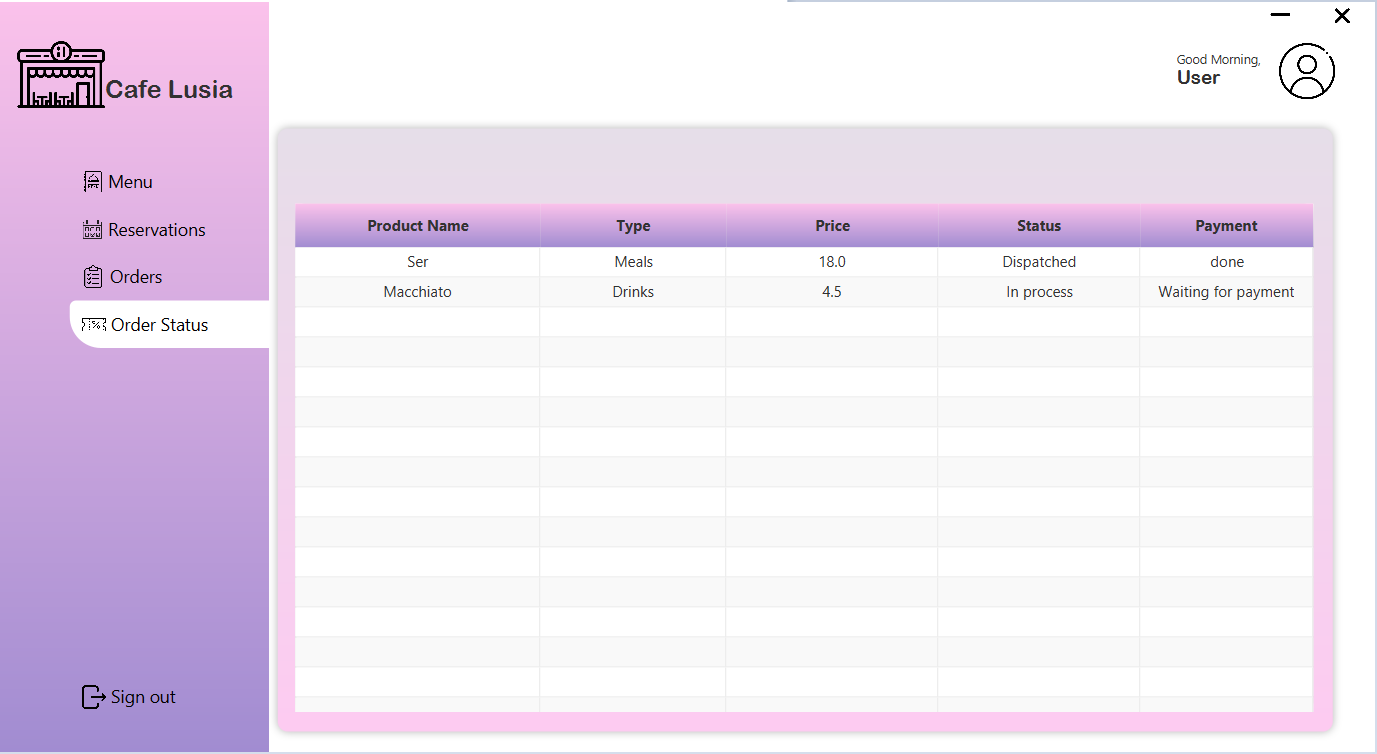 Good Morning,
User
Cafe Lusia
Menu
Reservations
Orders
Order Status
Sign out
Product Name Type Price Status Payment
Ser Meals 18.0 Dispatched done
Macchiato Drinks 4.5 In process Waiting for payment